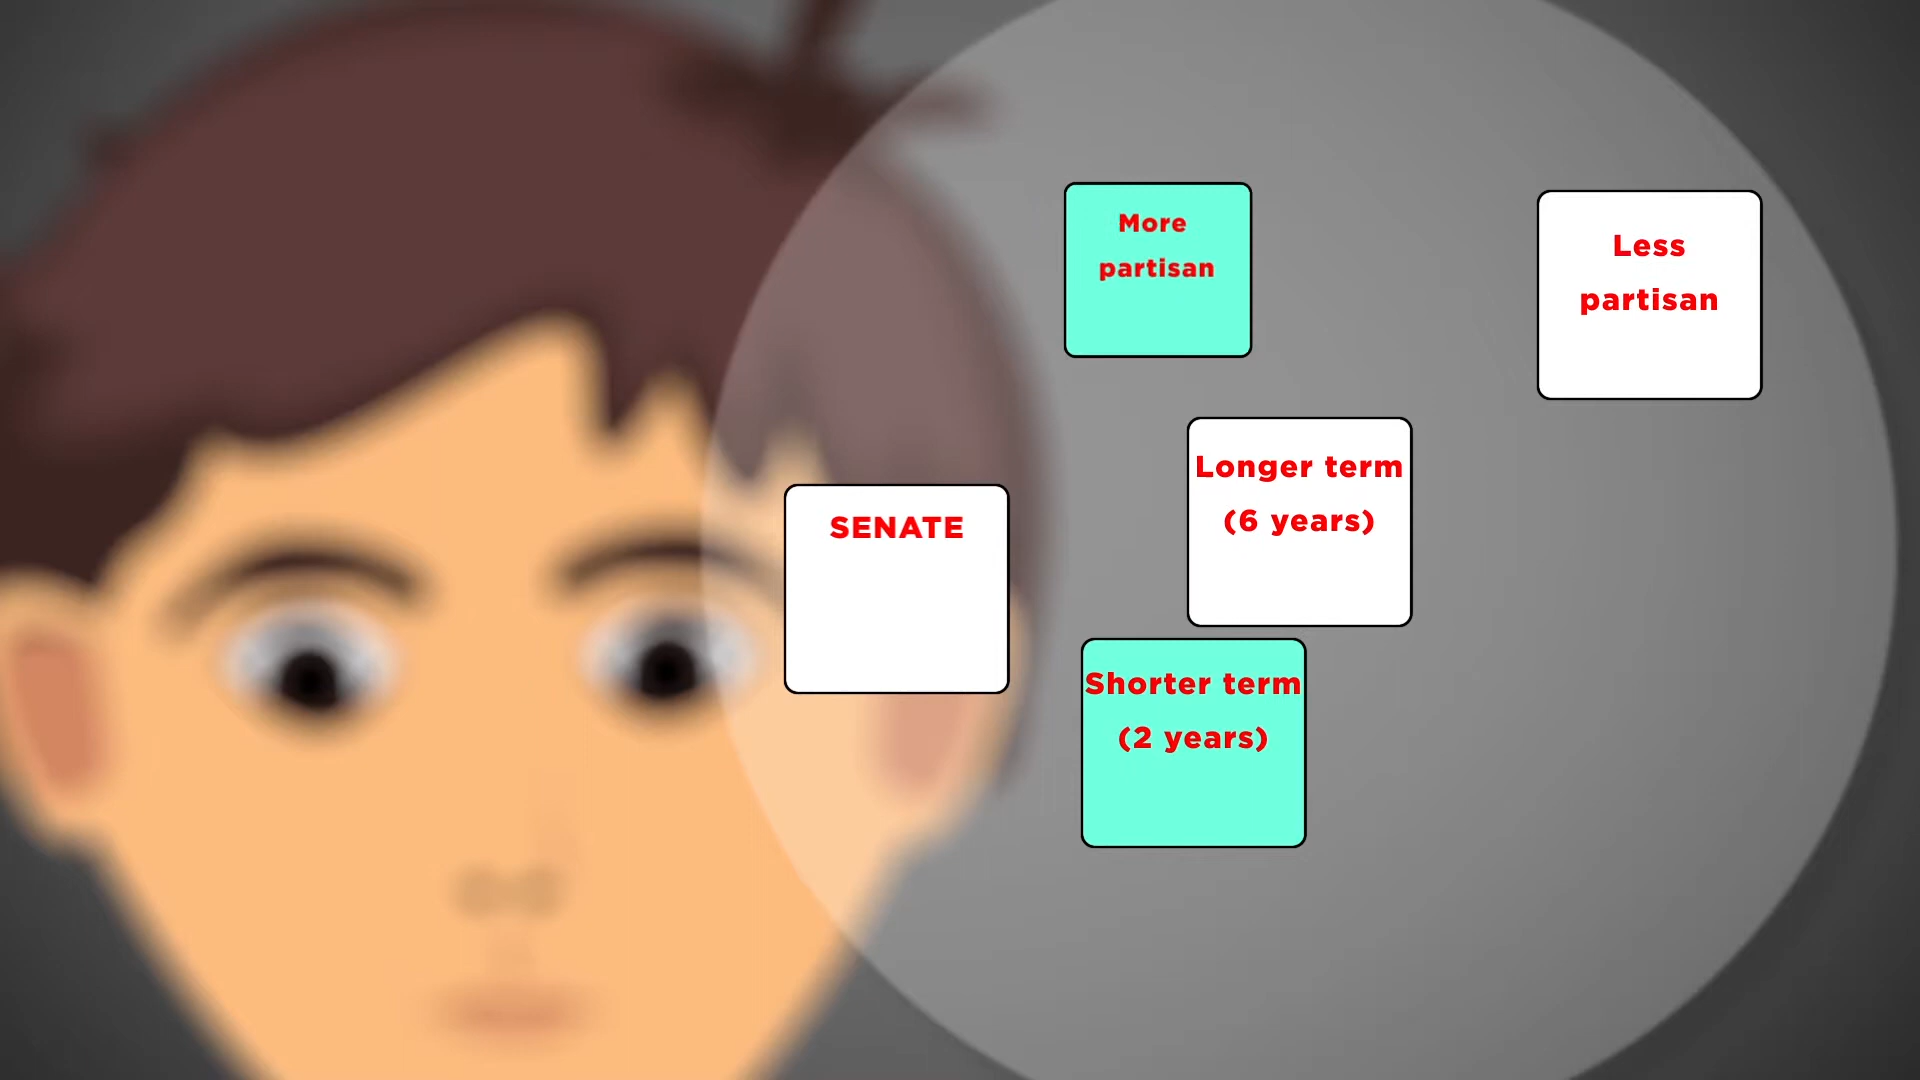 More
partisan
Less
partisan
Longer term
(6 years)
SENATE
Shorter term
(2 years)